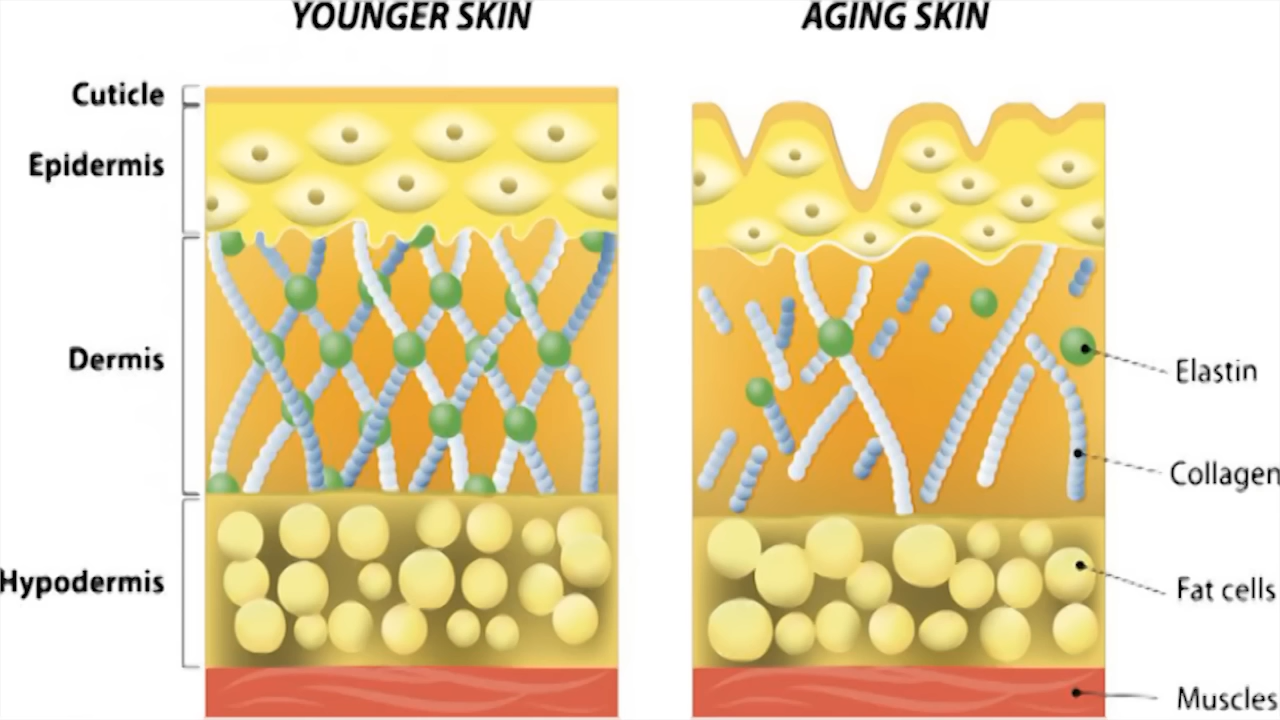 YOUNGER SKIN
AGING SKIN
Cuticle
Epidermis
Dermis
Hypodermis
Elastin
Collagen
Fat cells
Muscles